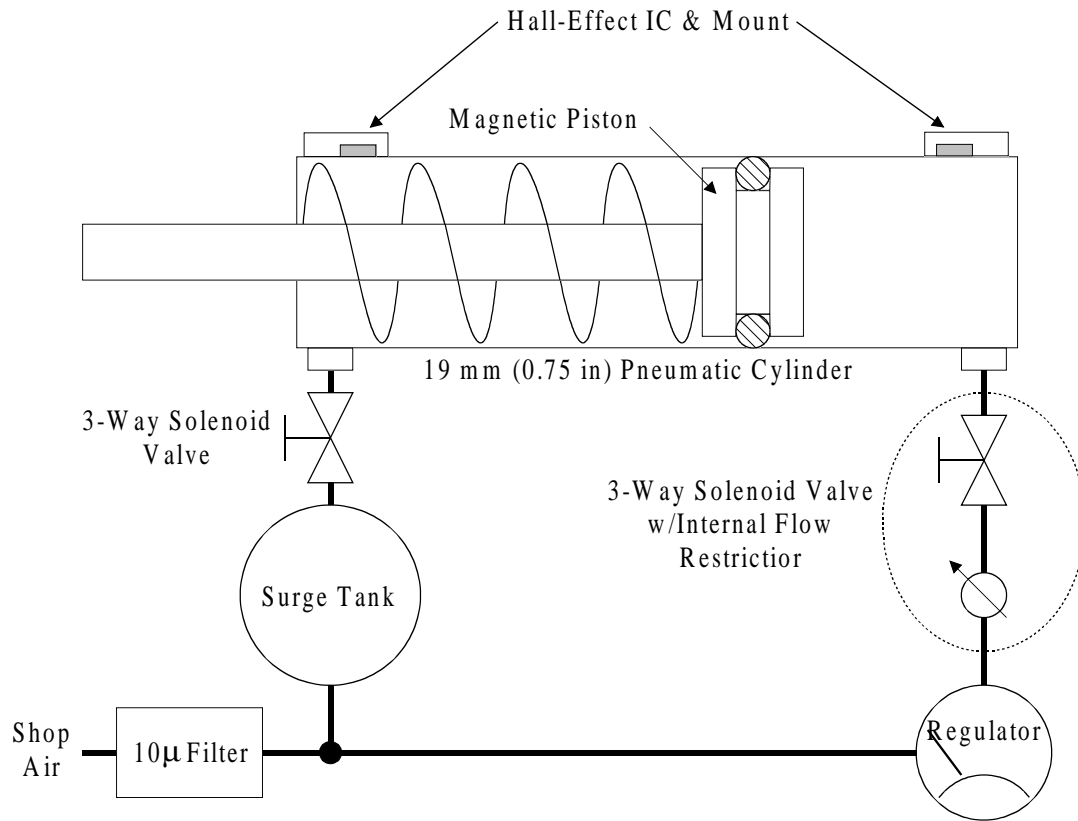 Hall-Effect IC & Mount
Magnetic Piston
19 mm (0.75 in) Pneumatic Cylinder
3-Way Solenoid
Valve
3-Way Solenoid Valve
w/Internal Flow
Restrictior
Surge Tank
Shop
Air
10μ Filter
Regulator